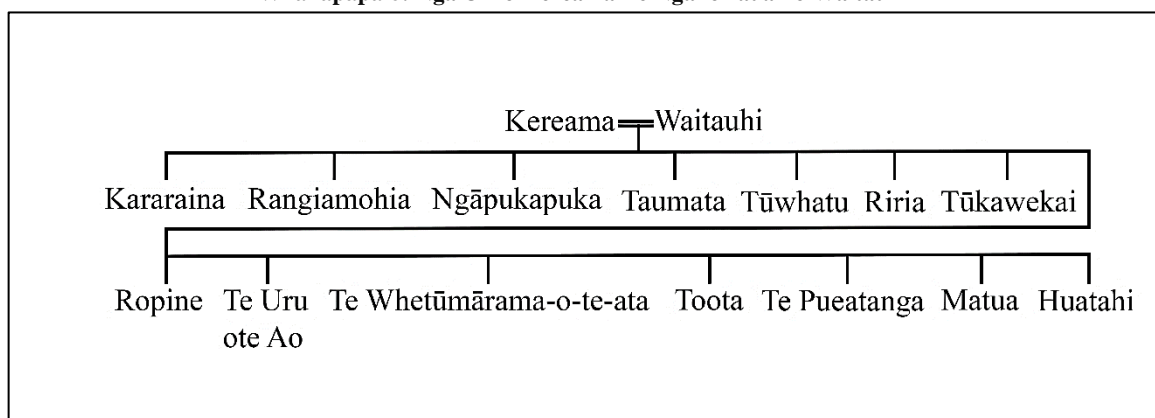 Kereama Waitauhi
Kararaina Rangiamohia Ngāpukapuka Taumata Tūwhatu Riria Tūkawekai
Ropine Te Uru Te Whetūmārama-o-te-ata Toota Te Pueatanga Matua Huatahi
ote Ao